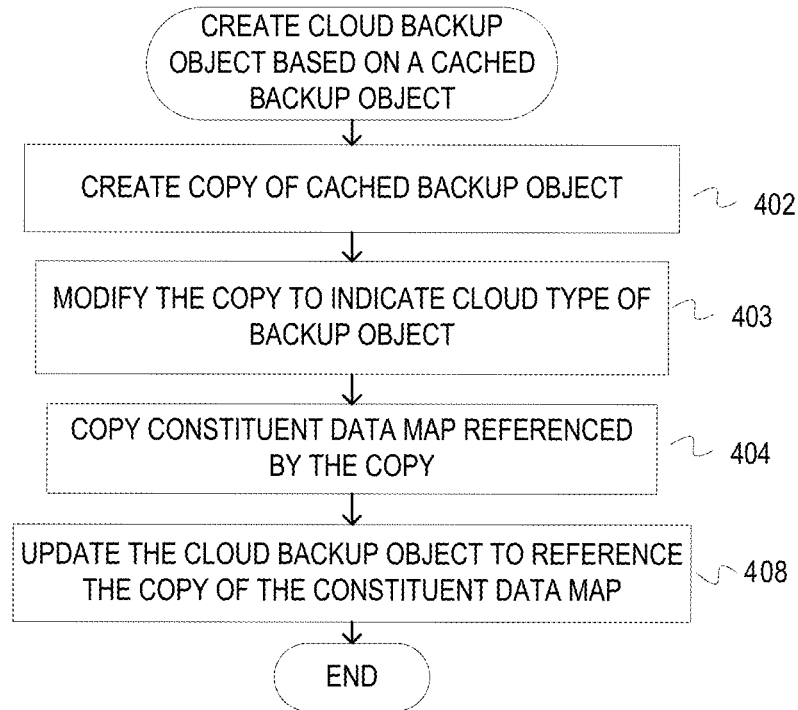 CREATE CLOUD BACKUP
OBJECT BASED ON A CACHED
BACKUP OBJECT
CREATE COPY OF CACHED BACKUP OBJECT
402
MODIFY THE COPY TO INDICATE CLOUD TYPE OF
BACKUP OBJECT
403
COPY CONSTITUENT DATA MAP REFERENCED
BY THE COPY
404
UPDATE THE CLOUD BACKUP OBJECT TO REFERENCE
THE COPY OF THE CONSTITUENT DATA MAP
408
END